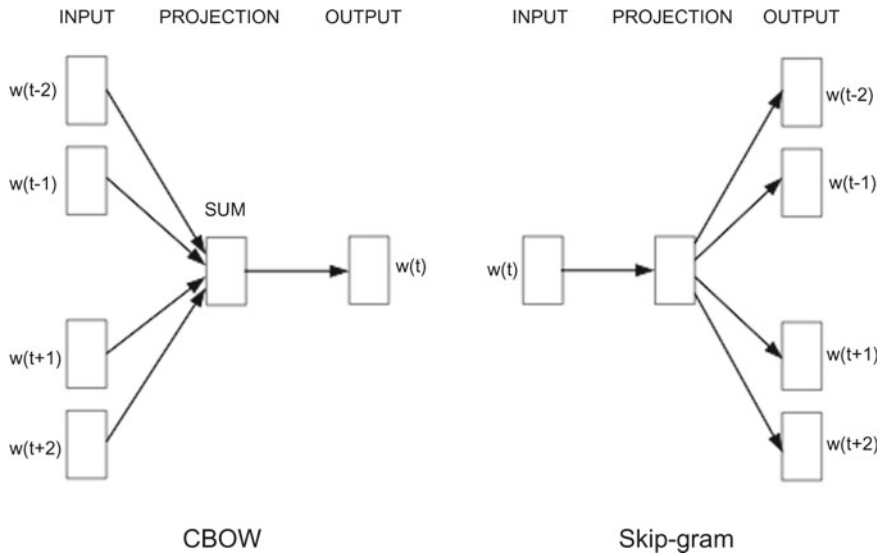 INPUT PROJECTION OUTPUT
w(t-2)
w(t-1)
SUM
w(t)
w(t+1)
w(t+2)
CBOW
INPUT PROJECTION OUTPUT
w(t-2)
w(t-1)
w(t)
w(t+1)
w(t+2)
Skip-gram